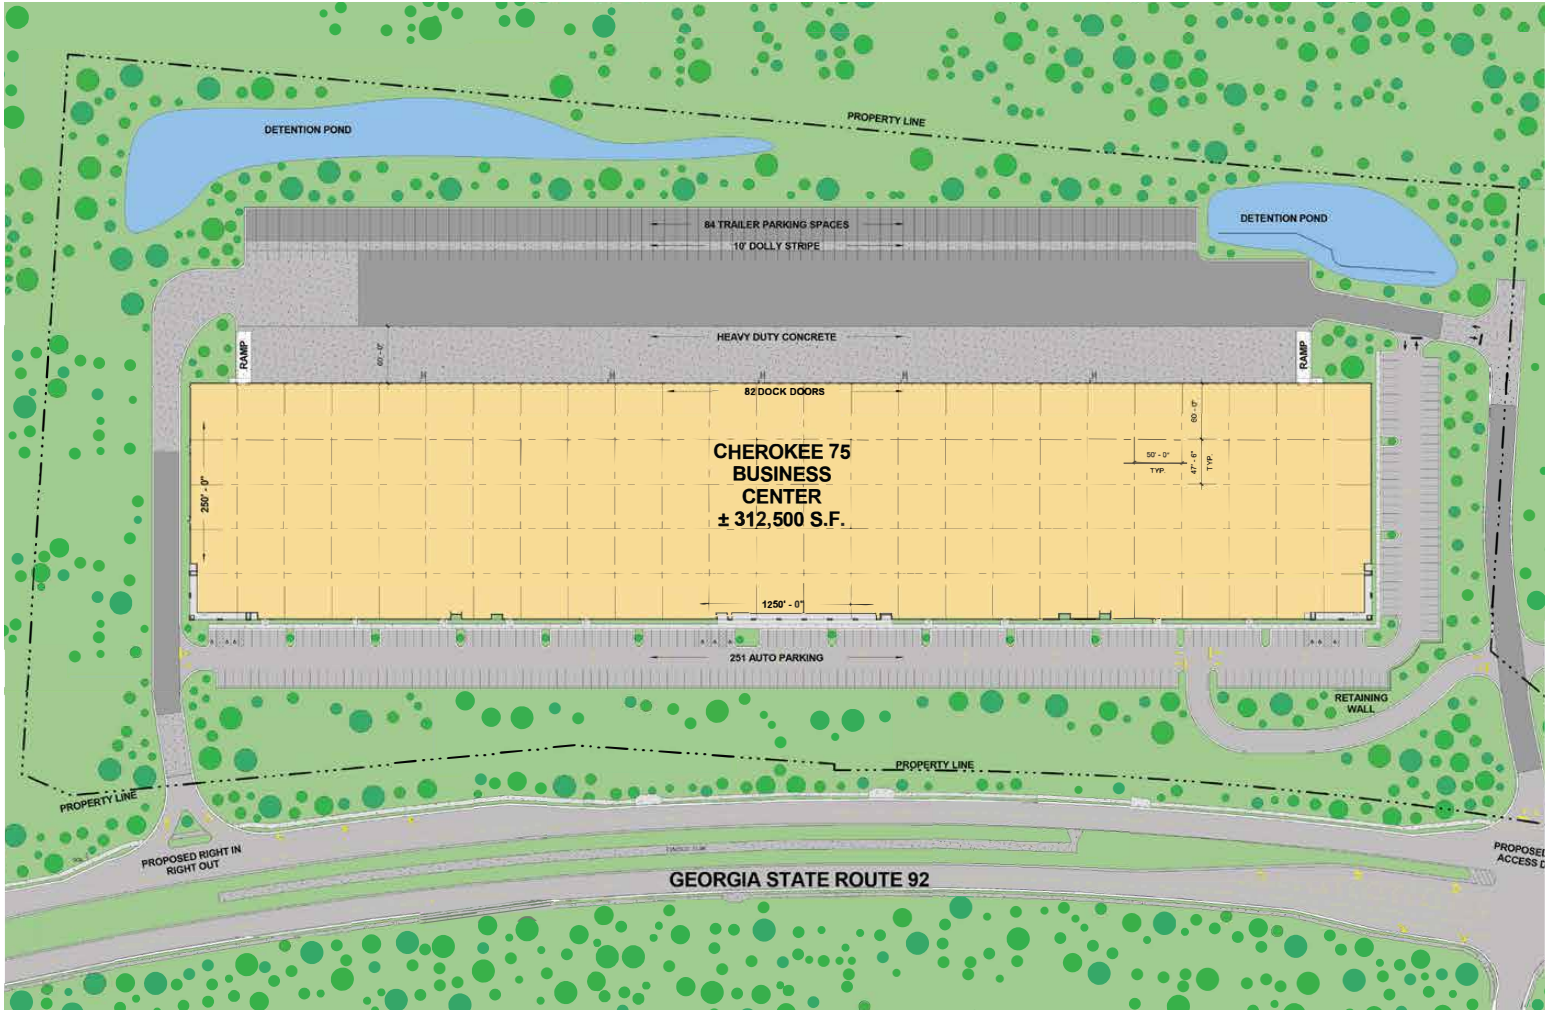 PROPERTY LINE
DETENTION POND
DETENTION POND
84 TRAILER PARKING SPACES
10' DOLLY STRIPE
HEAVY DUTY CONCRETE
RAMP
60' - 0"
RAMP
82 DOCK DOORS
60' - 0"
CHEROKEE 75
BUSINESS
CENTER
± 312,500 S.F.
50' - 0"
TYP.
47' - 6"
TYP.
250' - 0"
1250' - 0"
251 AUTO PARKING
RETAINING
WALL
PROPERTY LINE
PROPERTY LINE
PROPOSED RIGHT IN
RIGHT OUT
PROPOSED
ACCESS D
GEORGIA STATE ROUTE 92